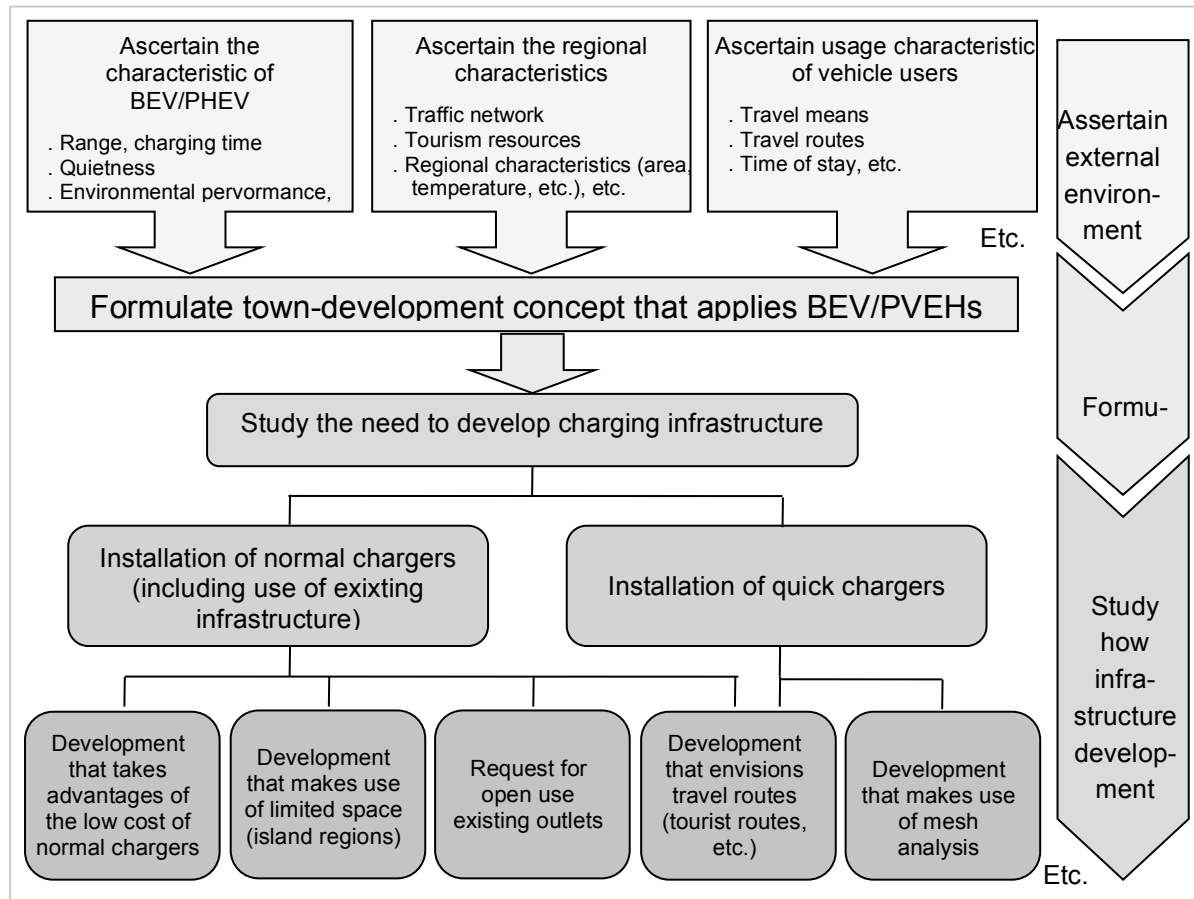 Ascertain the
characteristic of
BEV/PHEV
. Range, charging time
. Quietness
. Environmental pervormance,
Ascertain the regional
characteristics
. Traffic network
. Tourism resources
. Regional characteristics (area,
temperature, etc.), etc.
Ascertain usage characteristic
of vehicle users
. Travel means
. Travel routes
. Time of stay, etc.
Etc.
Assertain
external
environ-
ment
Formulate town-development concept that applies BEV/PVEHs
Study the need to develop charging infrastructure
Formu-
Installation of normal chargers
(including use of exixting
infrastructure)
Installation of quick chargers
Study
how
infra-
structure
develop-
ment
Development
that takes
advantages of
the low cost of
normal chargers
Development
that makes use
of limited space
(island regions)
Request for
open use
existing outlets
Development
that envisions
travel routes
(tourist routes,
etc.)
Development
that makes use
of mesh
analysis
Etc.